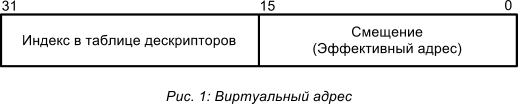 31 15 0
Индекс в таблице дескрипторов
Смещение
(Эффективный адрес)
Рис. 1: Виртуальный адрес